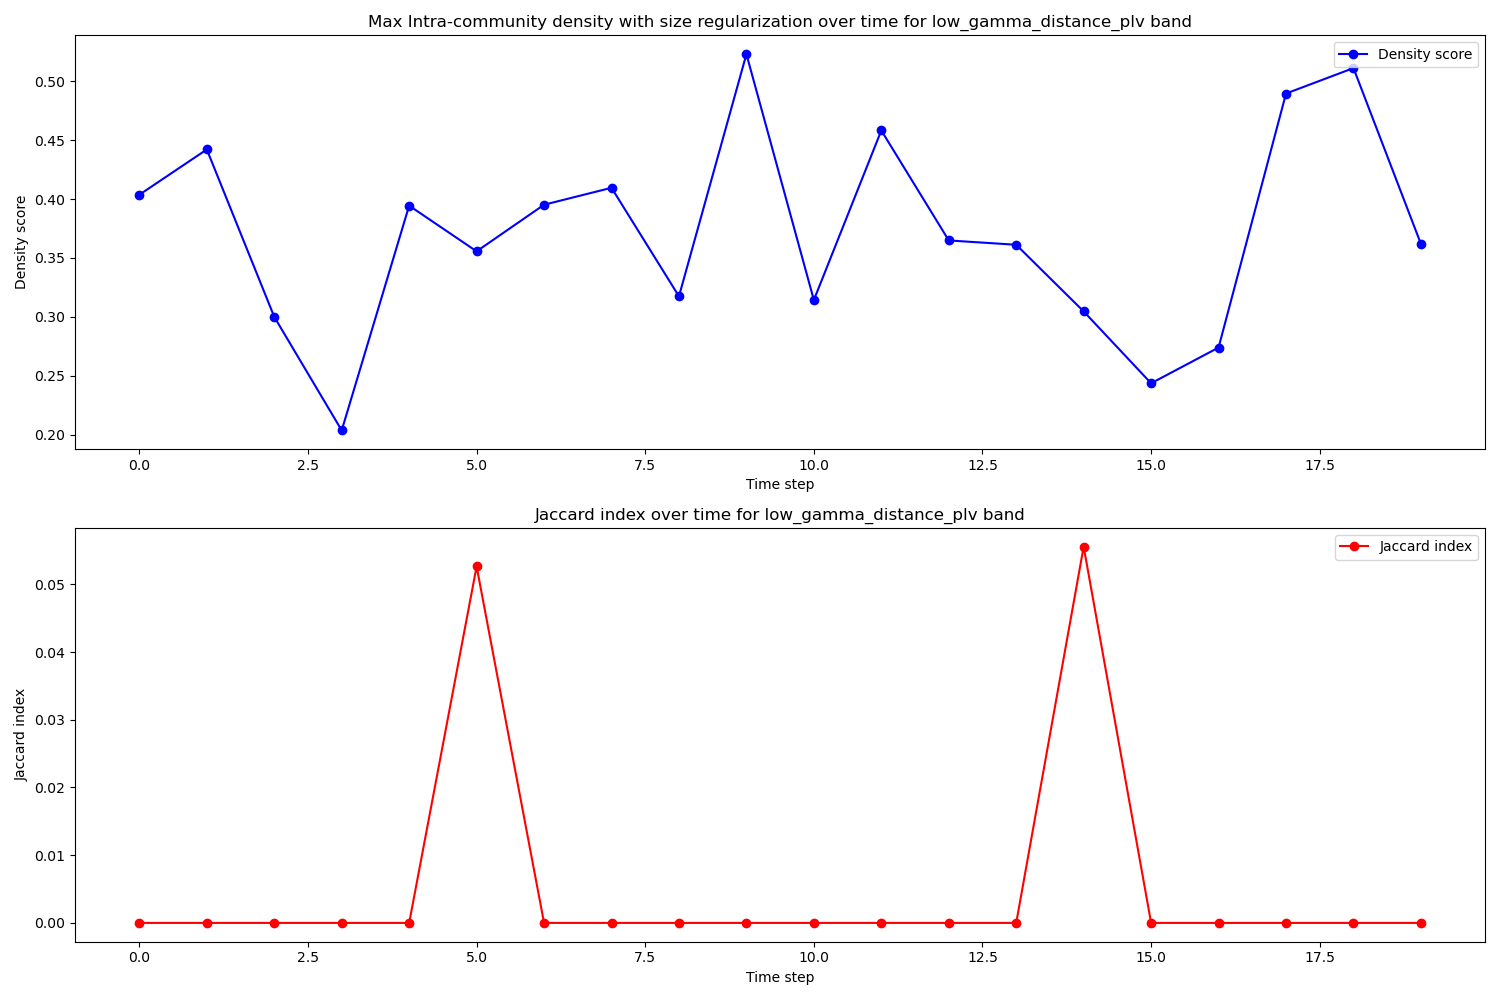 Max Intra-community density with size regularization over time for low_gamma_distance_plv band
Density score
0.50
0.45
0.40
0.35
0.30
0.25
0.20
Density score
0.0 2.5 5.0 7.5 10.0 12.5 15.0 17.5
Time step
Jaccard index over time for low_gamma_distance_plv band
Jaccard index
0.05
0.04
0.03
0.02
0.01
0.00
Jaccard index
0.0 2.5 5.0 7.5 10.0 12.5 15.0 17.5
Time step